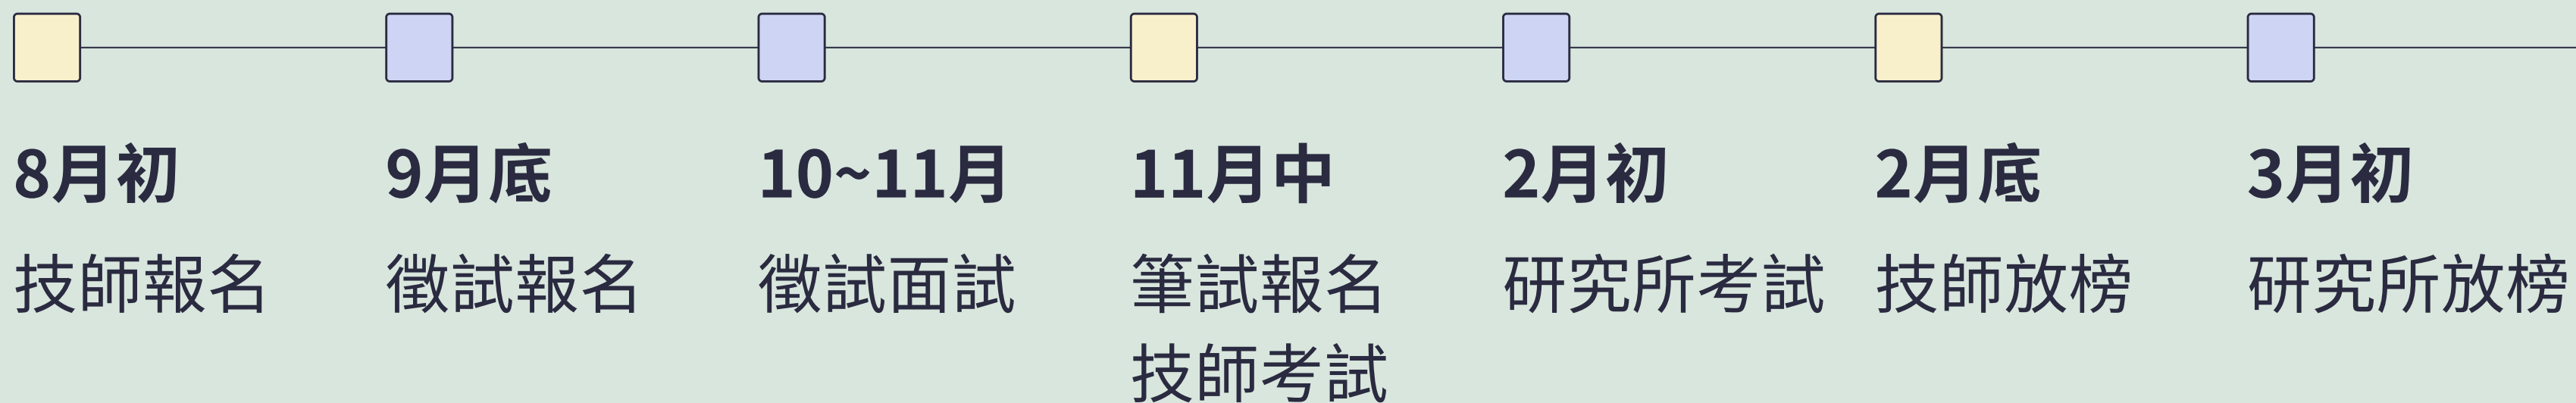 8月初
技師報名
9月底
徵試報名
10~11月
徵試面試
11月中
筆試報名
技師考試
2月初
研究所考試
2月底
技師放榜
3月初
研究所放榜